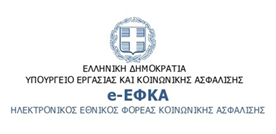 ΕΛΛΗΝΙΚΗ ΔΗΜΟΚΡΑΤΙΑ
ΥΠΟΥΡΓΕΙΟ ΕΡΓΑΣΙΑΣ ΚΑΙ ΚΟΙΝΩΝΙΚΗΣ ΑΣΦΑΛΙΣΗΣ
e-ΕΦΚΑ
ΗΛΕΚΤΡΟΝΙΚΟΣ ΕΘΝΙΚΟΣ ΦΟΡΕΑΣ ΚΟΙΝΩΝΙΚΗΣ ΑΣΦΑΛΙΣΗΣ